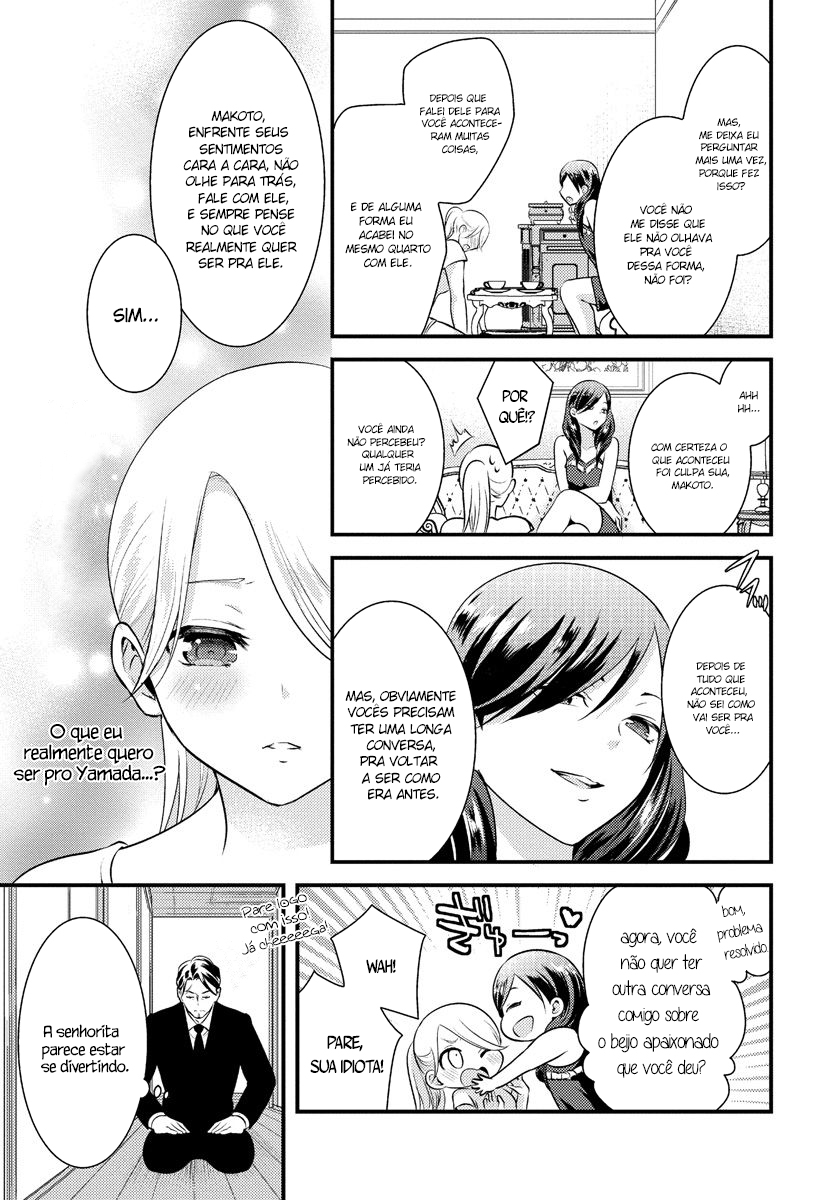 MAS,
ME DEIXA EU
PERGUNTAR
MAIS UMA VEZ,
PORQUE FEZ
ISSO?
VOCÊ NÃO
ME DISSE QUE
ELE NÃO OLHAVA
PRA VOCÊ
DESSA FORMA,
NÃO FOI?
DEPOIS QUE
FALEI DELE PARA
VOCÊ ACONTECE-
RAM MUITAS
COISAS,
E DE ALGUMA
FORMA EU
ACABEI NO
MESMO QUARTO
COM ELE.
AHH
HH...
COM CERTEZA O
QUE ACONTECEU
FOI CULPA SUA,
MAKOTO.
POR
QUÊ!?
VOCÊ AINDA
NÃO PERCEBEU?
QUALQUER
UM JÁ TERIA
PERCEBIDO.
DEPOIS DE
TUDO QUE
ACONTECEU,
NÃO SEI COMO
VAI SER PRA
VOCÊ...
MAS, OBVIAMENTE
VOCÊS PRECISAM
TER UMA LONGA
CONVERSA,
PRA VOLTAR
A SER COMO
ERA ANTES.
MAKOTO,
ENFRENTE SEUS
SENTIMENTOS
CARA A CARA, NÃO
OLHE PARA TRÁS,
FALE COM ELE,
E SEMPRE PENSE
NO QUE VOCÊ
REALMENTE QUER
SER PRA ELE.
SIM...
O que eu
realmente quero
ser pro Yamada...?
bom,
problema
resolvido.
agora, você
não quer ter
outra conversa
comigo sobre
o beijo apaixonado
que você deu?
ギューっ♡
WAH!
PARE,
SUA IDIOTA!
Pare logo
com isso!
Já cheeeeega!
A senhorita
parece estar
se divertindo.